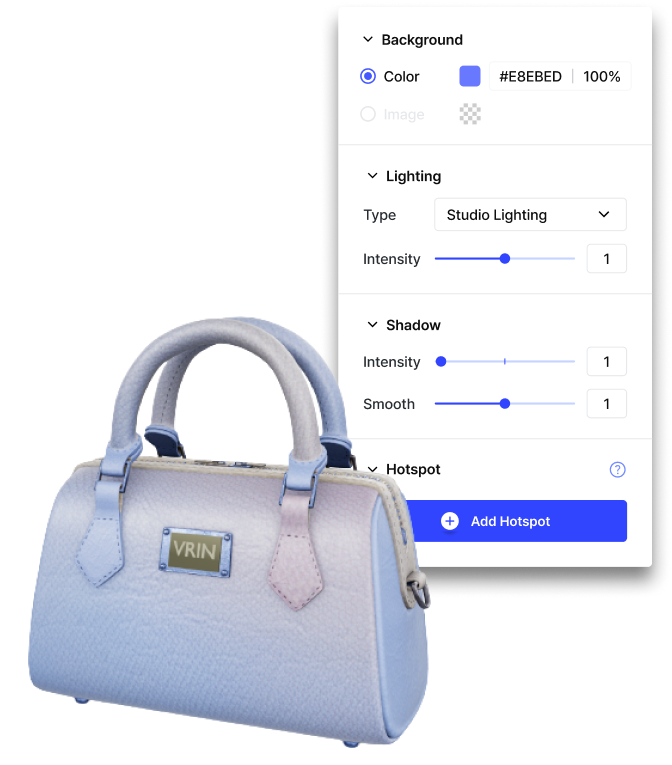 Background
Color #E8EBED 100%
Image
Lighting
Type Studio Lighting
Intensity 1
Shadow
Intensity 1
Smooth 1
Hotspot ?
Add Hotspot
VRIN